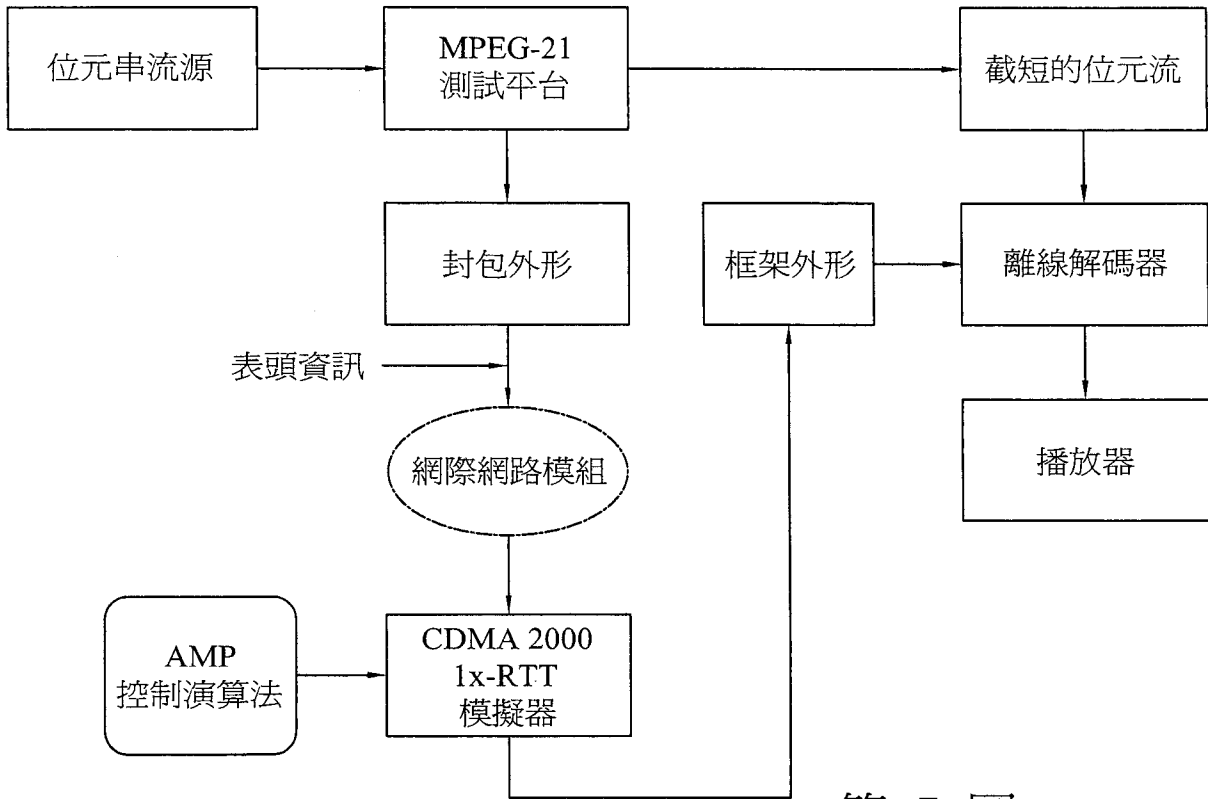 位元串流源
MPEG-21
測試平台
截短的位元流
封包外形
框架外形
離線解碼器
表頭資訊
網際網路模組
播放器
AMP
控制演算法
CDMA 2000
1x-RTT
模擬器